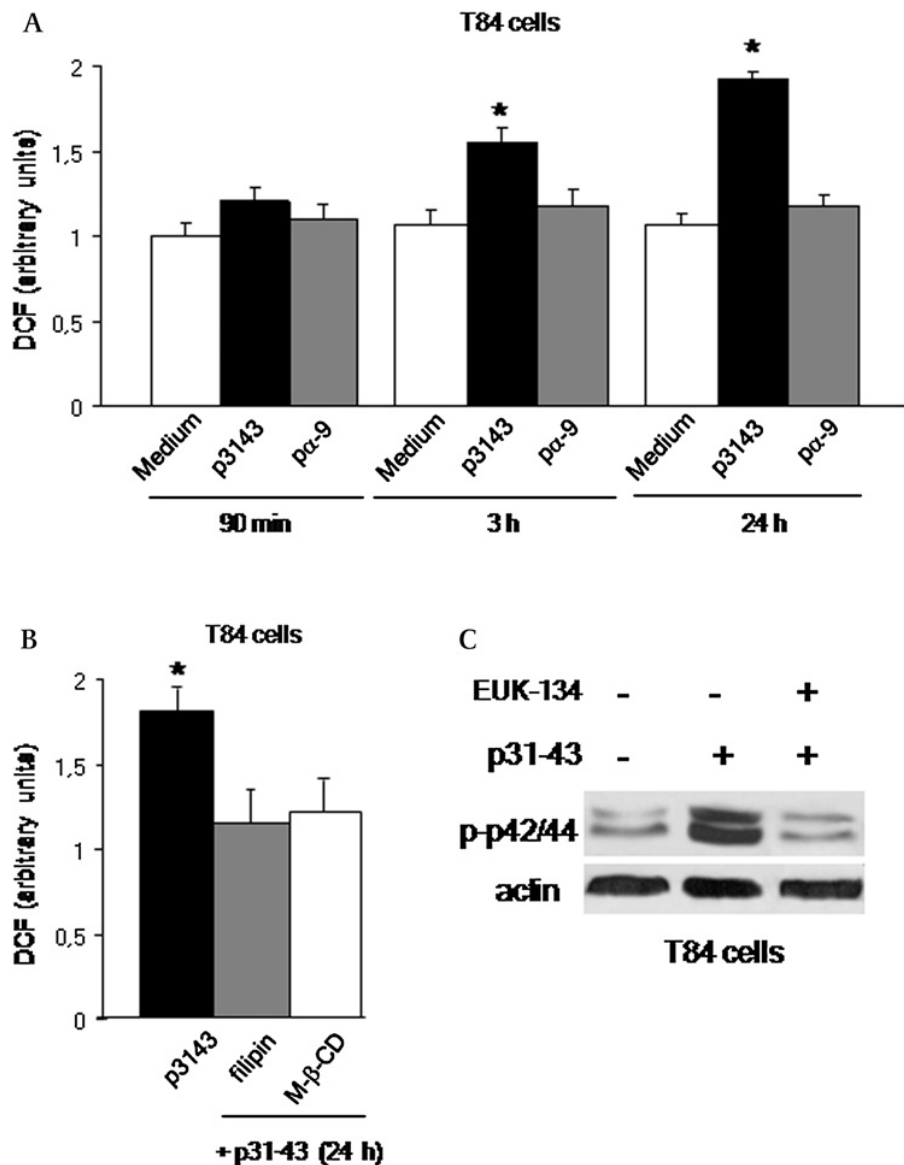 A
T84 cells
DCF (arbitrary units)
2
1,5
1
0,5
0
*
*
Medium
p3143
pα-9
Medium
p3143
pα-9
Medium
p3143
pα-9
90 min
3 h
24 h
B
T84 cells
DCF (arbitrary units)
2
1,5
1
0,5
0
*
p3143
filipin
M-β-CD
+p31-43 (24 h)
C
EUK-134 - - +
p31-43 - + +
p-p42/44
actin
T84 cells